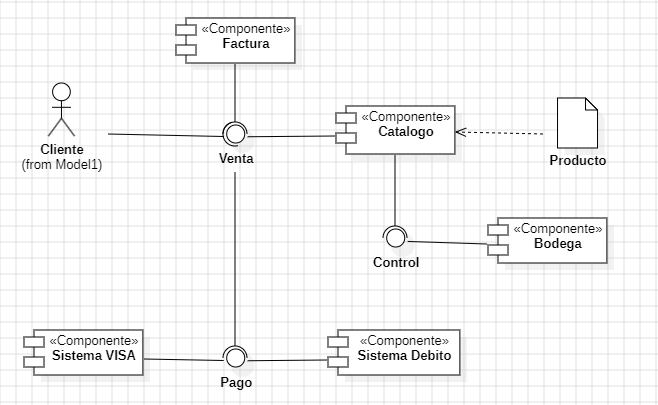 «Componente»
Factura
Cliente
(from Model1)
Venta
«Componente»
Catalogo
Producto
Control
«Componente»
Bodega
«Componente»
Sistema VISA
Pago
«Componente»
Sistema Debito